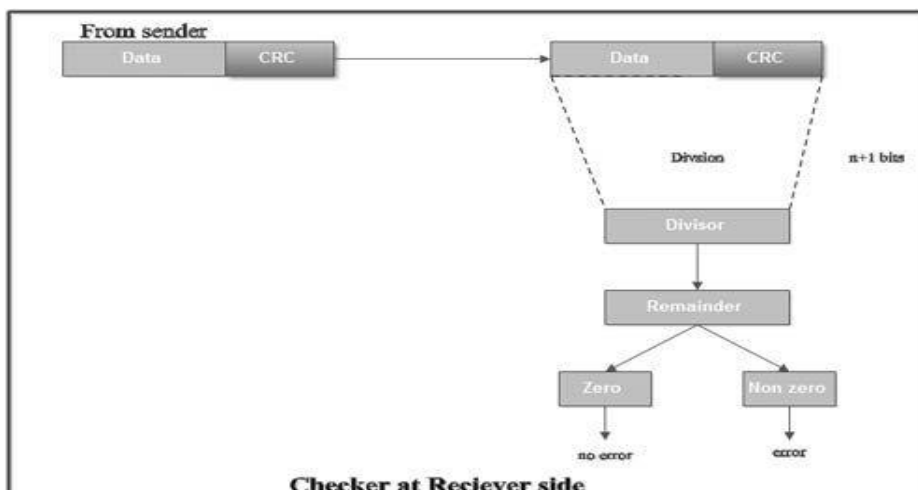 From sender
Data CRC Data CRC
Divsion n+1 bits
Divisor
Remainder
Zero Non zero
no error error
Checker at Reciever side